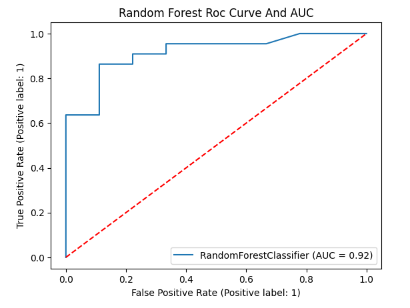 Random Forest Roc Curve And AUC
True Positive Rate (Positive label: 1)
1.0
0.8
0.6
0.4
0.2
0.0
RandomForestClassifier (AUC = 0.92)
0.0 0.2 0.4 0.6 0.8 1.0
False Positive Rate (Positive label: 1)